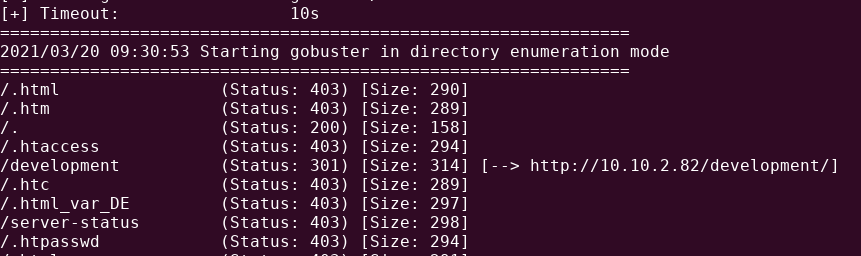 [+] Timeout:                 10s
===============================================================
2021/03/20 09:30:53 Starting gobuster in directory enumeration mode
===============================================================
/.html                (Status: 403) [Size: 290]
/.htm                 (Status: 403) [Size: 289]
/.                    (Status: 200) [Size: 158]
/.htaccess            (Status: 403) [Size: 294]
/development          (Status: 301) [Size: 314] [--> http://10.10.2.82/development/]
/.htc                 (Status: 403) [Size: 289]
/.html_var_DE         (Status: 403) [Size: 297]
/server-status        (Status: 403) [Size: 298]
/.htpasswd            (Status: 403) [Size: 294]